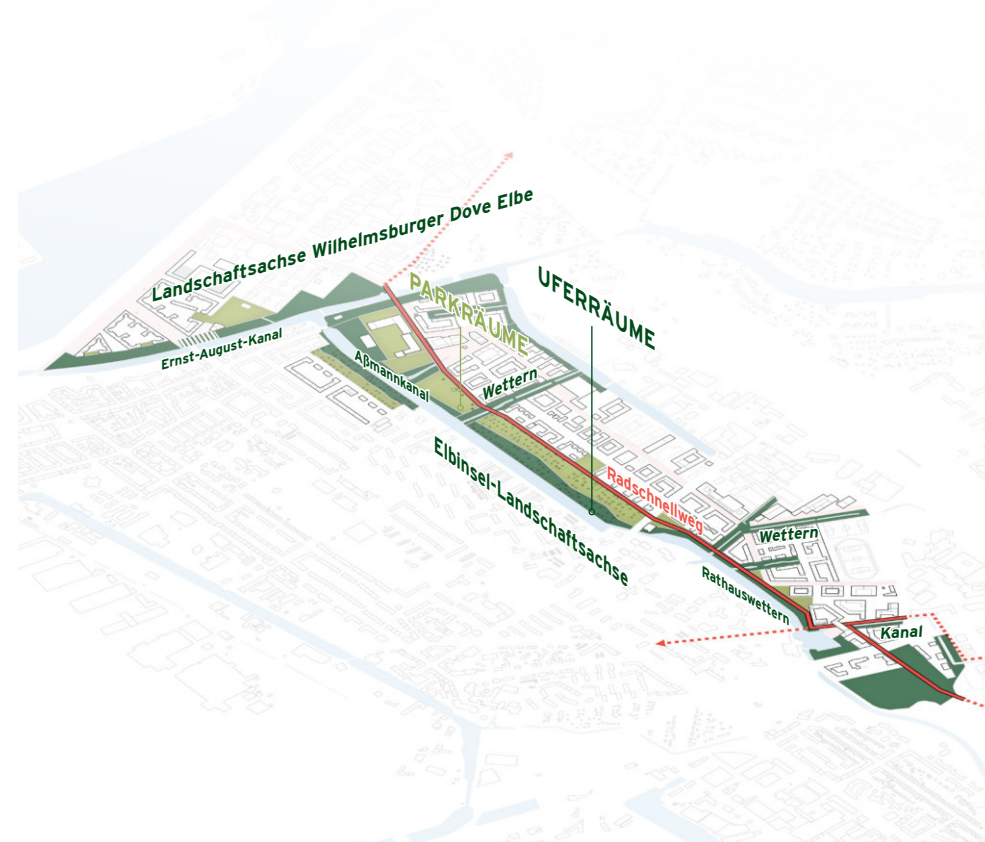 Landschaftsachse Wilhelmsburger Dove Elbe
UFERRÄUME
PARKRÄUME
Ernst-August-Kanal
Aßmannkanal
Wettern
Elbinsel-Landschaftsachse
Radschnellweg
Wettern
Rathauswettern
Kanal